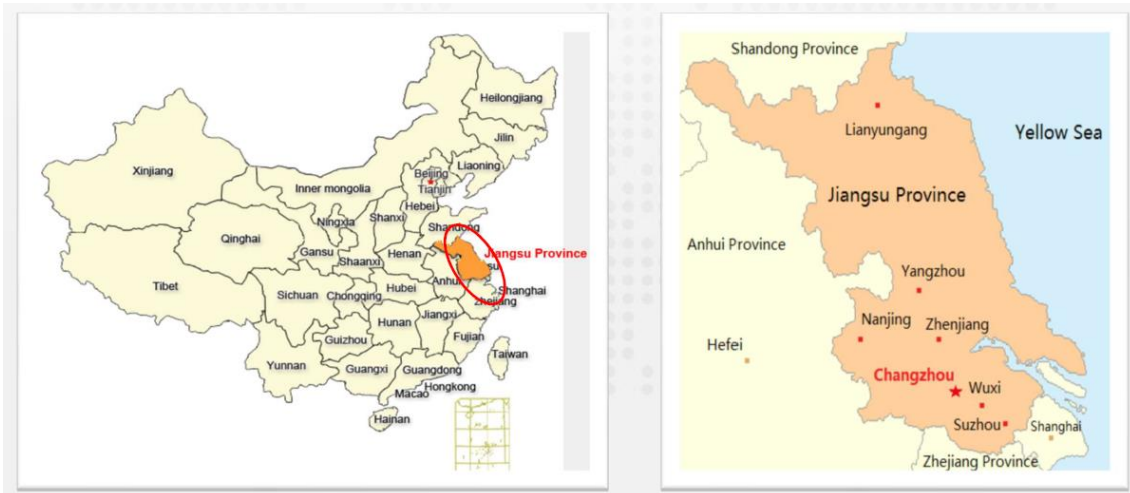 Heilongjiang
Jilin
Liaoning
Xinjiang
Beijing
Tianjin
Inner mongolia
Hebei
Ningxia
Shanxi
Shandong
Qinghai
Gansu
Shaanxi
Henan
Jiangsu Province
su
Tibet
Sichuan
Chongqing
Hubei
Anhui
Shanghai
zhejiang
Hunan
Jiangxi
Guizhou
Fujian
Taiwan
Yunnan
Guangxi
Guangdong
Hongkong
Macao
Hainan
Shandong Province
Lianyungang
Yellow Sea
Jiangsu Province
Anhui Province
Yangzhou
Nanjing
Zhenjiang
Hefei
Changzhou
Wuxi
Suzhou
Shanghai
Zhejiang Province